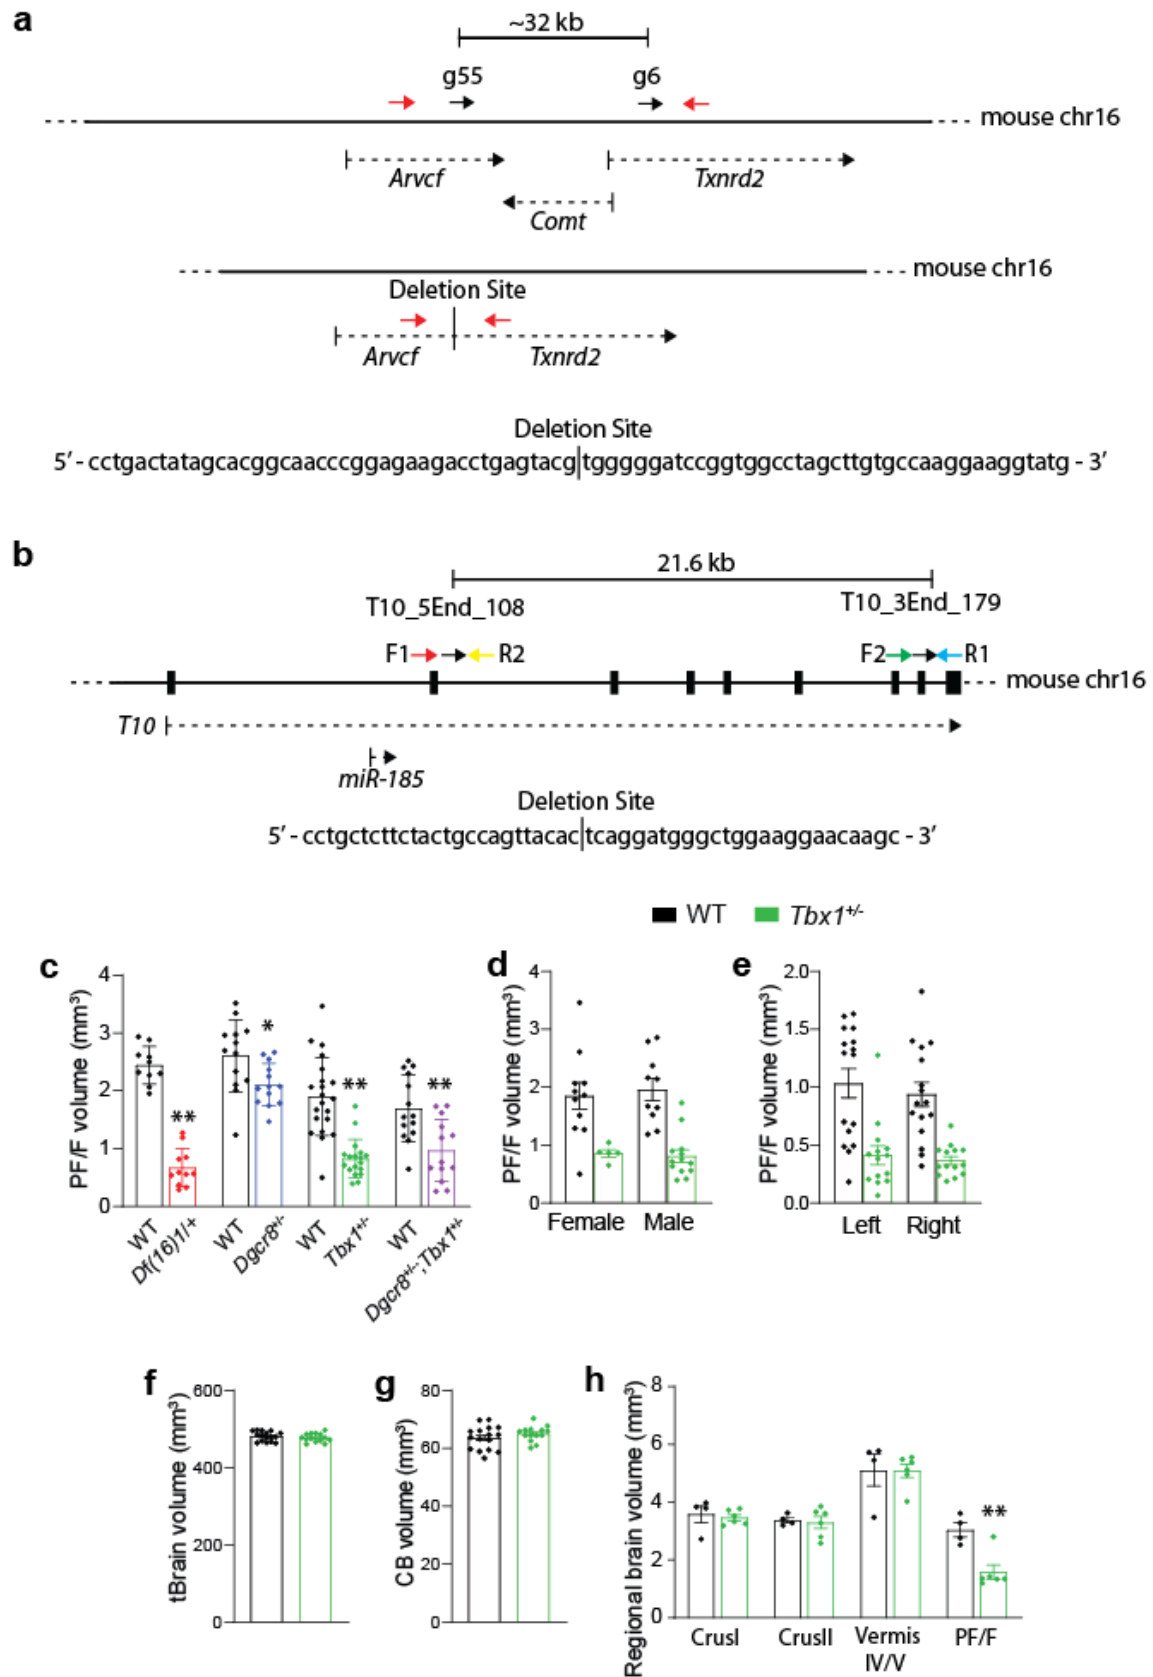 a
~32 kb
g55 g6
mouse chr16
Arvcf Txnrd2
Comt
mouse chr16
Deletion Site
Arvcf Txnrd2
Deletion Site
5′ - cctgactatagcacggcaacccggagaagacctgagtacg|tgggggatccggtggcctagcttgtgccaaggaaggtatg - 3′
b
21.6 kb
T10_5End_108 T10_3End_179
F1 R2 F2 R1
mouse chr16
T10
miR-185
Deletion Site
5′ - cctgctcttctactgccagttacac|tcaggatgggctggaaggaacaagc - 3′
WT Tbx1+/-
c
PF/F volume (mm³)
4
3
2
1
0
**
*
**
**
WT
Df(16)1/+
WT
Dgcr8+/-
WT
Tbx1+/-
WT
Dgcr8+/-;Tbx1+/-
d
PF/F volume (mm³)
4
3
2
1
0
Female Male
e
PF/F volume (mm³)
2.0
1.5
1.0
0.5
0.0
Left Right
f
tBrain volume (mm³)
600
400
200
0
g
CB volume (mm³)
80
60
40
20
0
h
Regional brain volume (mm³)
8
6
4
2
0
**
CrusI CrusII Vermis PF/F
IV/V